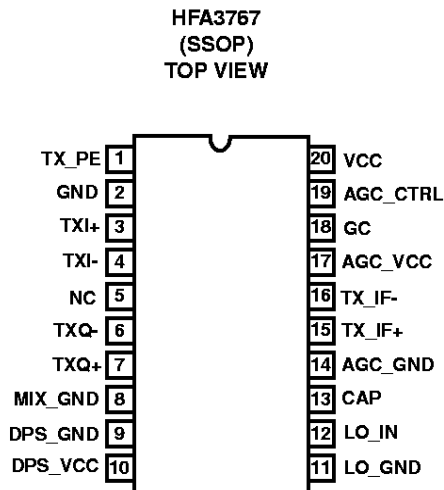 HFA3767
(SSOP)
TOP VIEW
TX_PE 1 20 VCC
GND 2 19 AGC_CTRL
TXI+ 3 18 GC
TXI- 4 17 AGC_VCC
NC 5 16 TX_IF-
TXQ- 6 15 TX_IF+
TXQ+ 7 14 AGC_GND
MIX_GND 8 13 CAP
DPS_GND 9 12 LO_IN
DPS_VCC 10 11 LO_GND